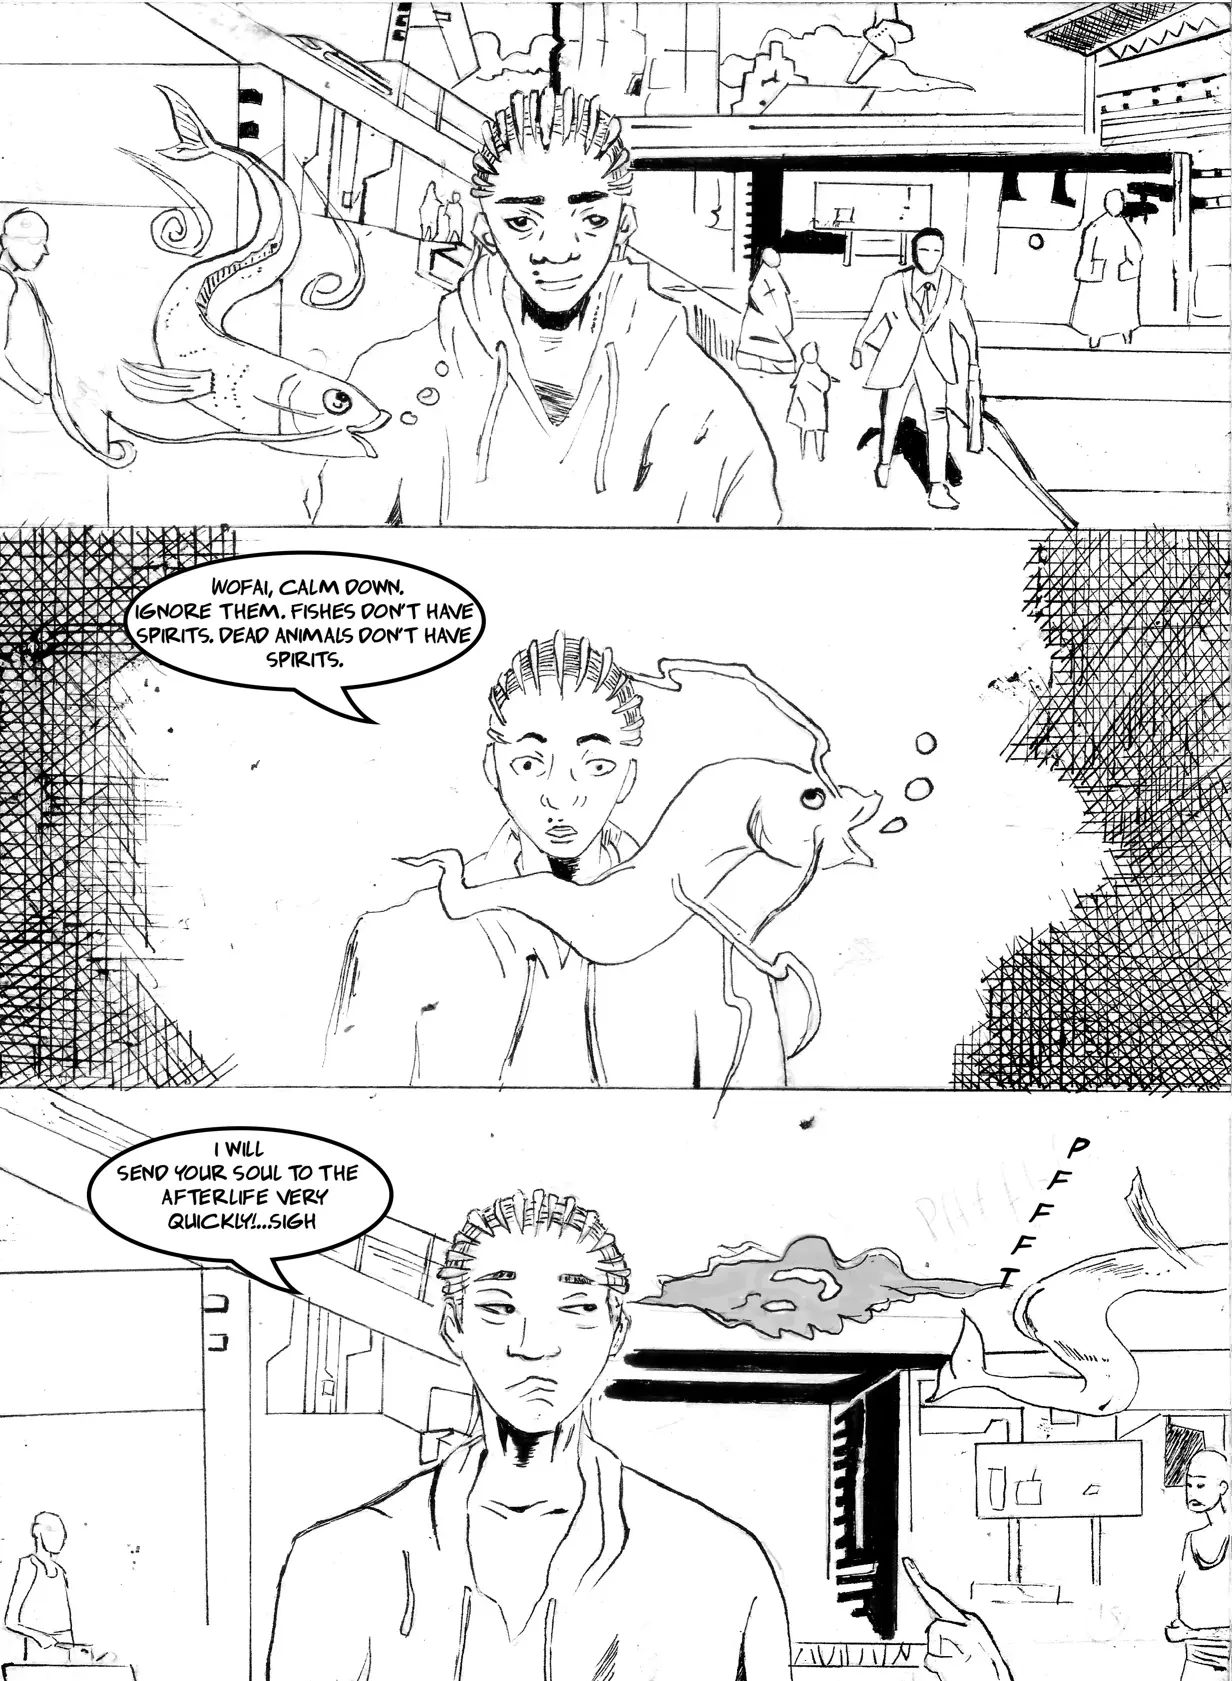 WOFAI, CALM DOWN.
IGNORE THEM. FISHES DON'T HAVE
SPIRITS. DEAD ANIMALS DON'T HAVE
SPIRITS.
I WILL
SEND YOUR SOUL TO THE
AFTERLIFE VERY
QUICKLY!...SIGH
PFFFFT